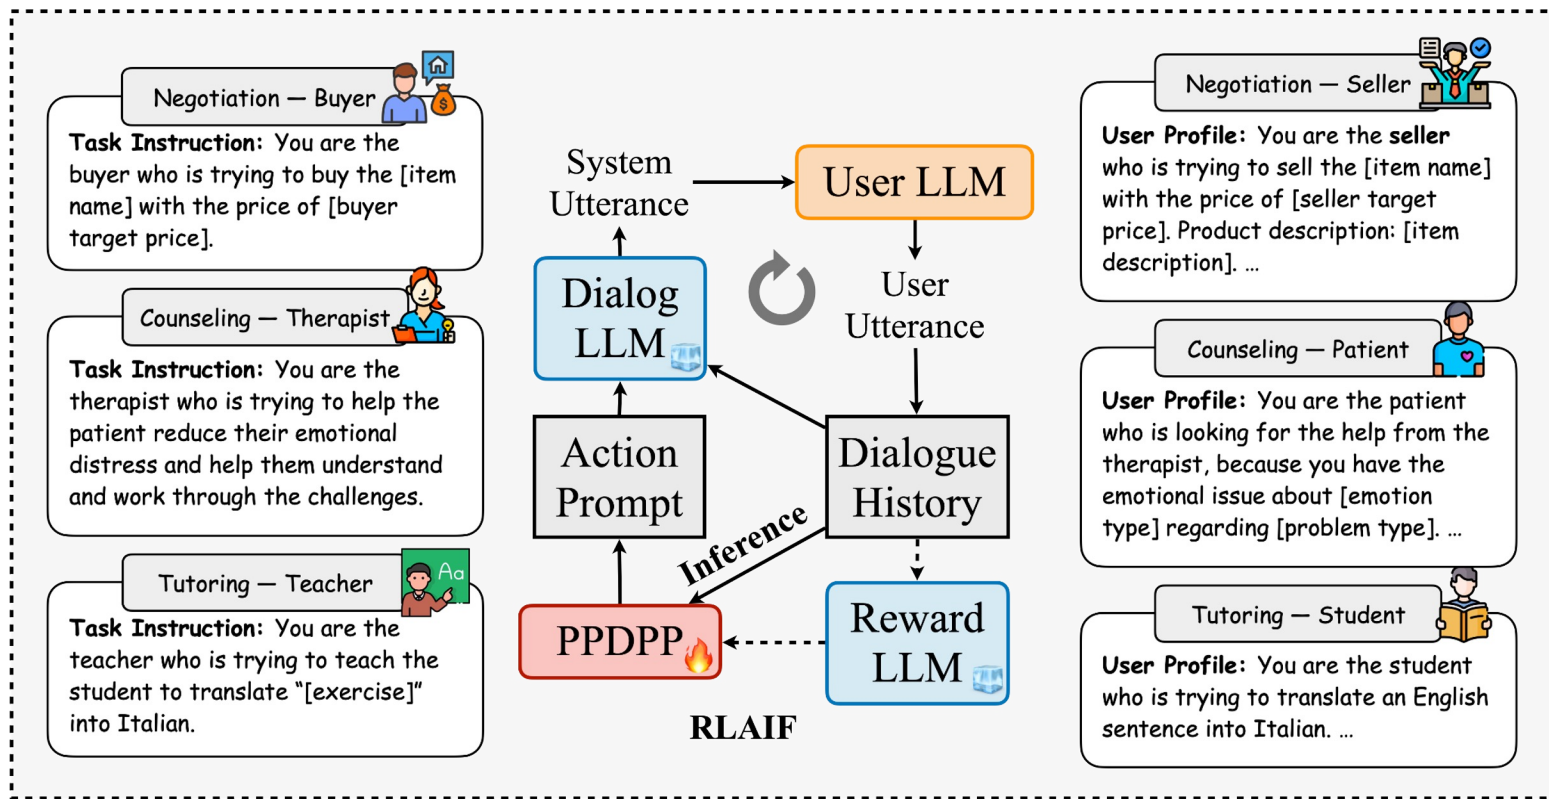 Negotiation — Buyer
Task Instruction: You are the
buyer who is trying to buy the [item
name] with the price of [buyer
target price].
Counseling — Therapist
Task Instruction: You are the
therapist who is trying to help the
patient reduce their emotional
distress and help them understand
and work through the challenges.
Tutoring — Teacher
Aa
Task Instruction: You are the
teacher who is trying to teach the
student to translate “[exercise]”
into Italian.
System
Utterance
User LLM
Dialog
LLM
User
Utterance
Action
Prompt
Dialogue
History
Inference
PPDPP
Reward
LLM
RLAIF
Negotiation — Seller
User Profile: You are the seller
who is trying to sell the [item name]
with the price of [seller target
price]. Product description: [item
description]. ...
Counseling — Patient
User Profile: You are the patient
who is looking for the help from the
therapist, because you have the
emotional issue about [emotion
type] regarding [problem type]. ...
Tutoring — Student
User Profile: You are the student
who is trying to translate an English
sentence into Italian. ...